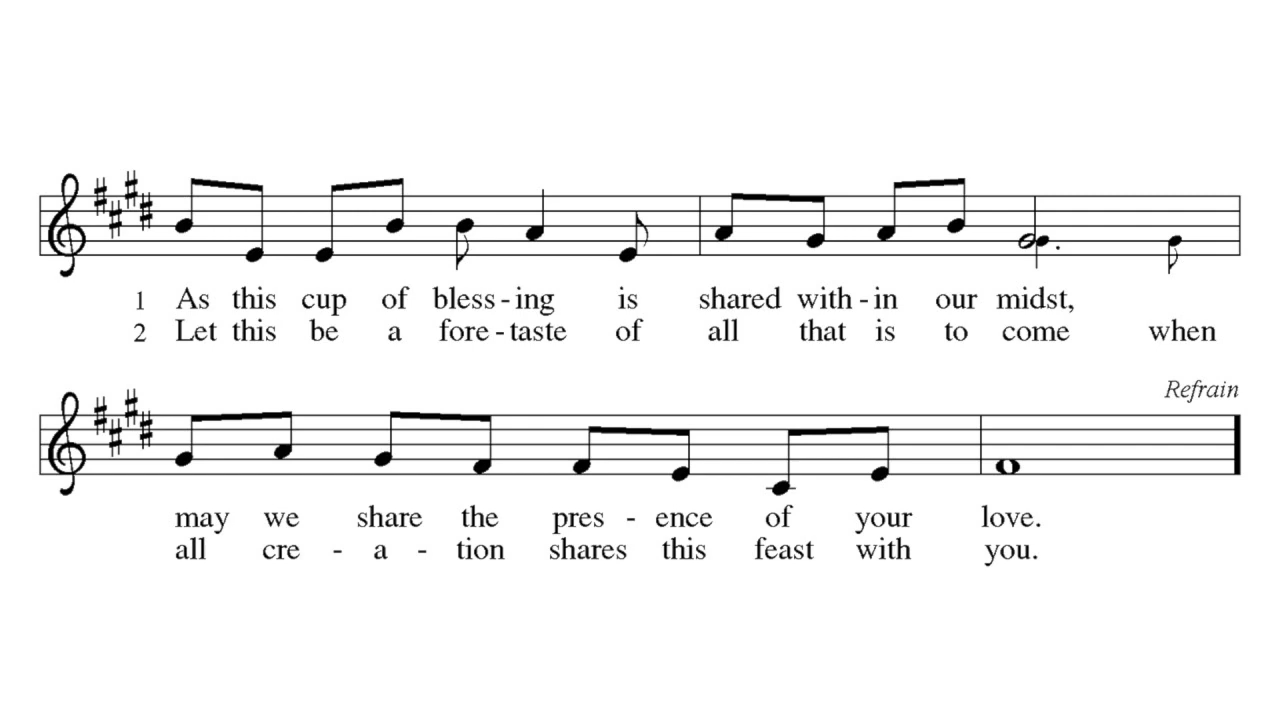 1 As this cup of bless - ing is shared with - in our midst,
2 Let this be a fore - taste of all that is to come when
Refrain
may we share the pres - ence of your love.
all cre - a - tion shares this feast with you.